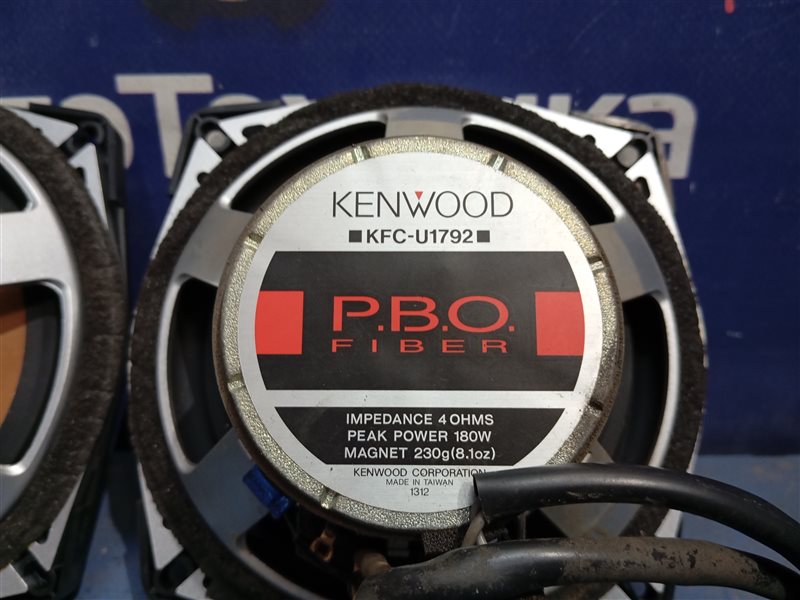 тоТехника
KENWOOD
■KFC-U1792■
P.B.O.
FIBER
IMPEDANCE 4 OHMS
PEAK POWER 180W
MAGNET 230g(8.1oz)
KENWOOD CORPORATION
MADE IN TAIWAN
1312